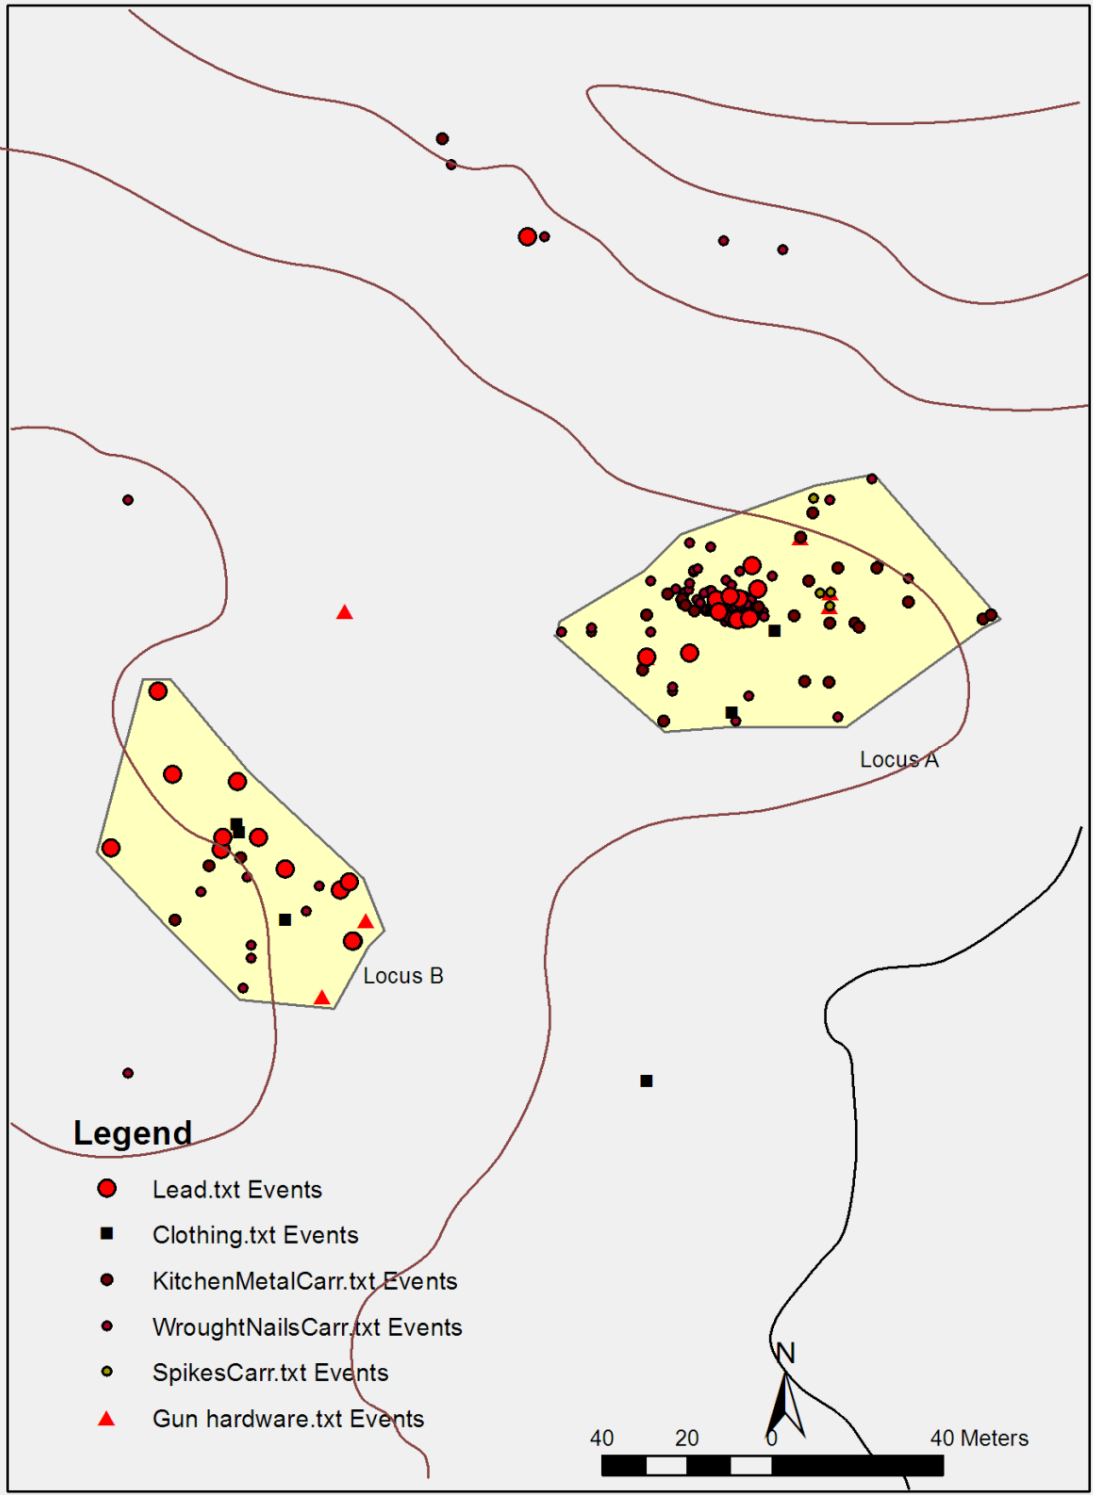 Locus A
Locus B
Legend
Lead.txt Events
Clothing.txt Events
KitchenMetalCarr.txt Events
WroughtNailsCarr.txt Events
SpikesCarr.txt Events
Gun hardware.txt Events
N
40 20 0 40 Meters